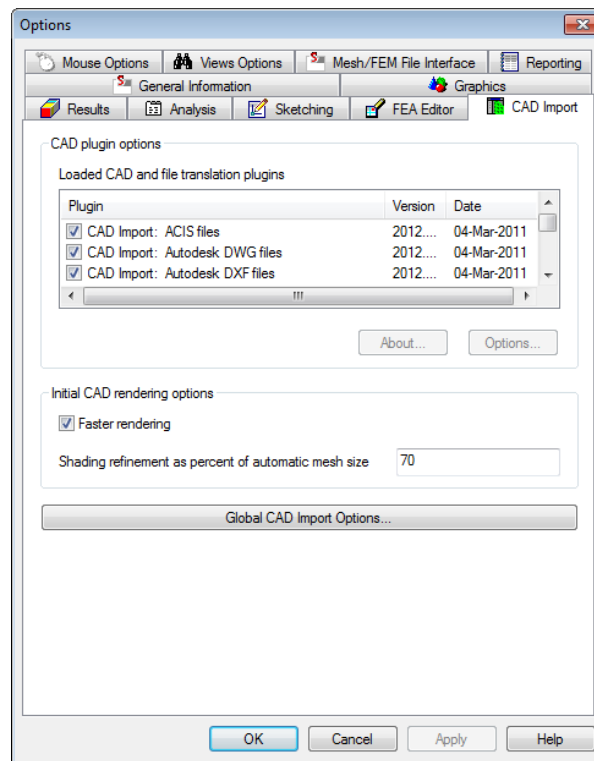 Options
Mouse Options Views Options Mesh/FEM File Interface Reporting
General Information Graphics
Results Analysis Sketching FEA Editor CAD Import
CAD plugin options
Loaded CAD and file translation plugins
Plugin Version Date
CAD Import: ACIS files 2012.... 04-Mar-2011
CAD Import: Autodesk DWG files 2012.... 04-Mar-2011
CAD Import: Autodesk DXF files 2012.... 04-Mar-2011
About... Options...
Initial CAD rendering options
Faster rendering
Shading refinement as percent of automatic mesh size 70
Global CAD Import Options...
OK Cancel Apply Help